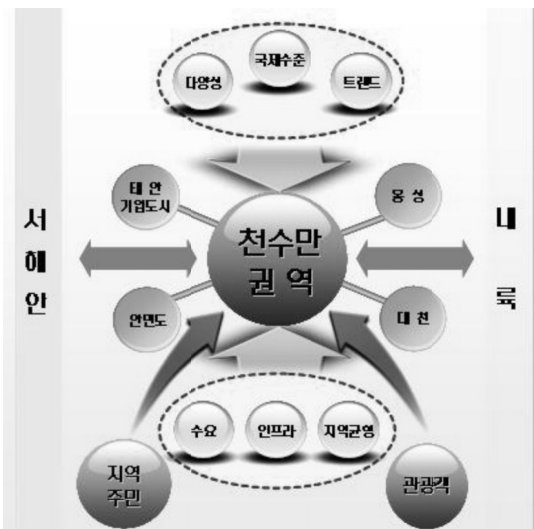 국제수준
다양성
트랜드
태 안
기업도시
홍 성
서
해
안
천수만
권 역
내
륙
안면도
대 천
수요
인프라
지역균형
지역
주민
관광객